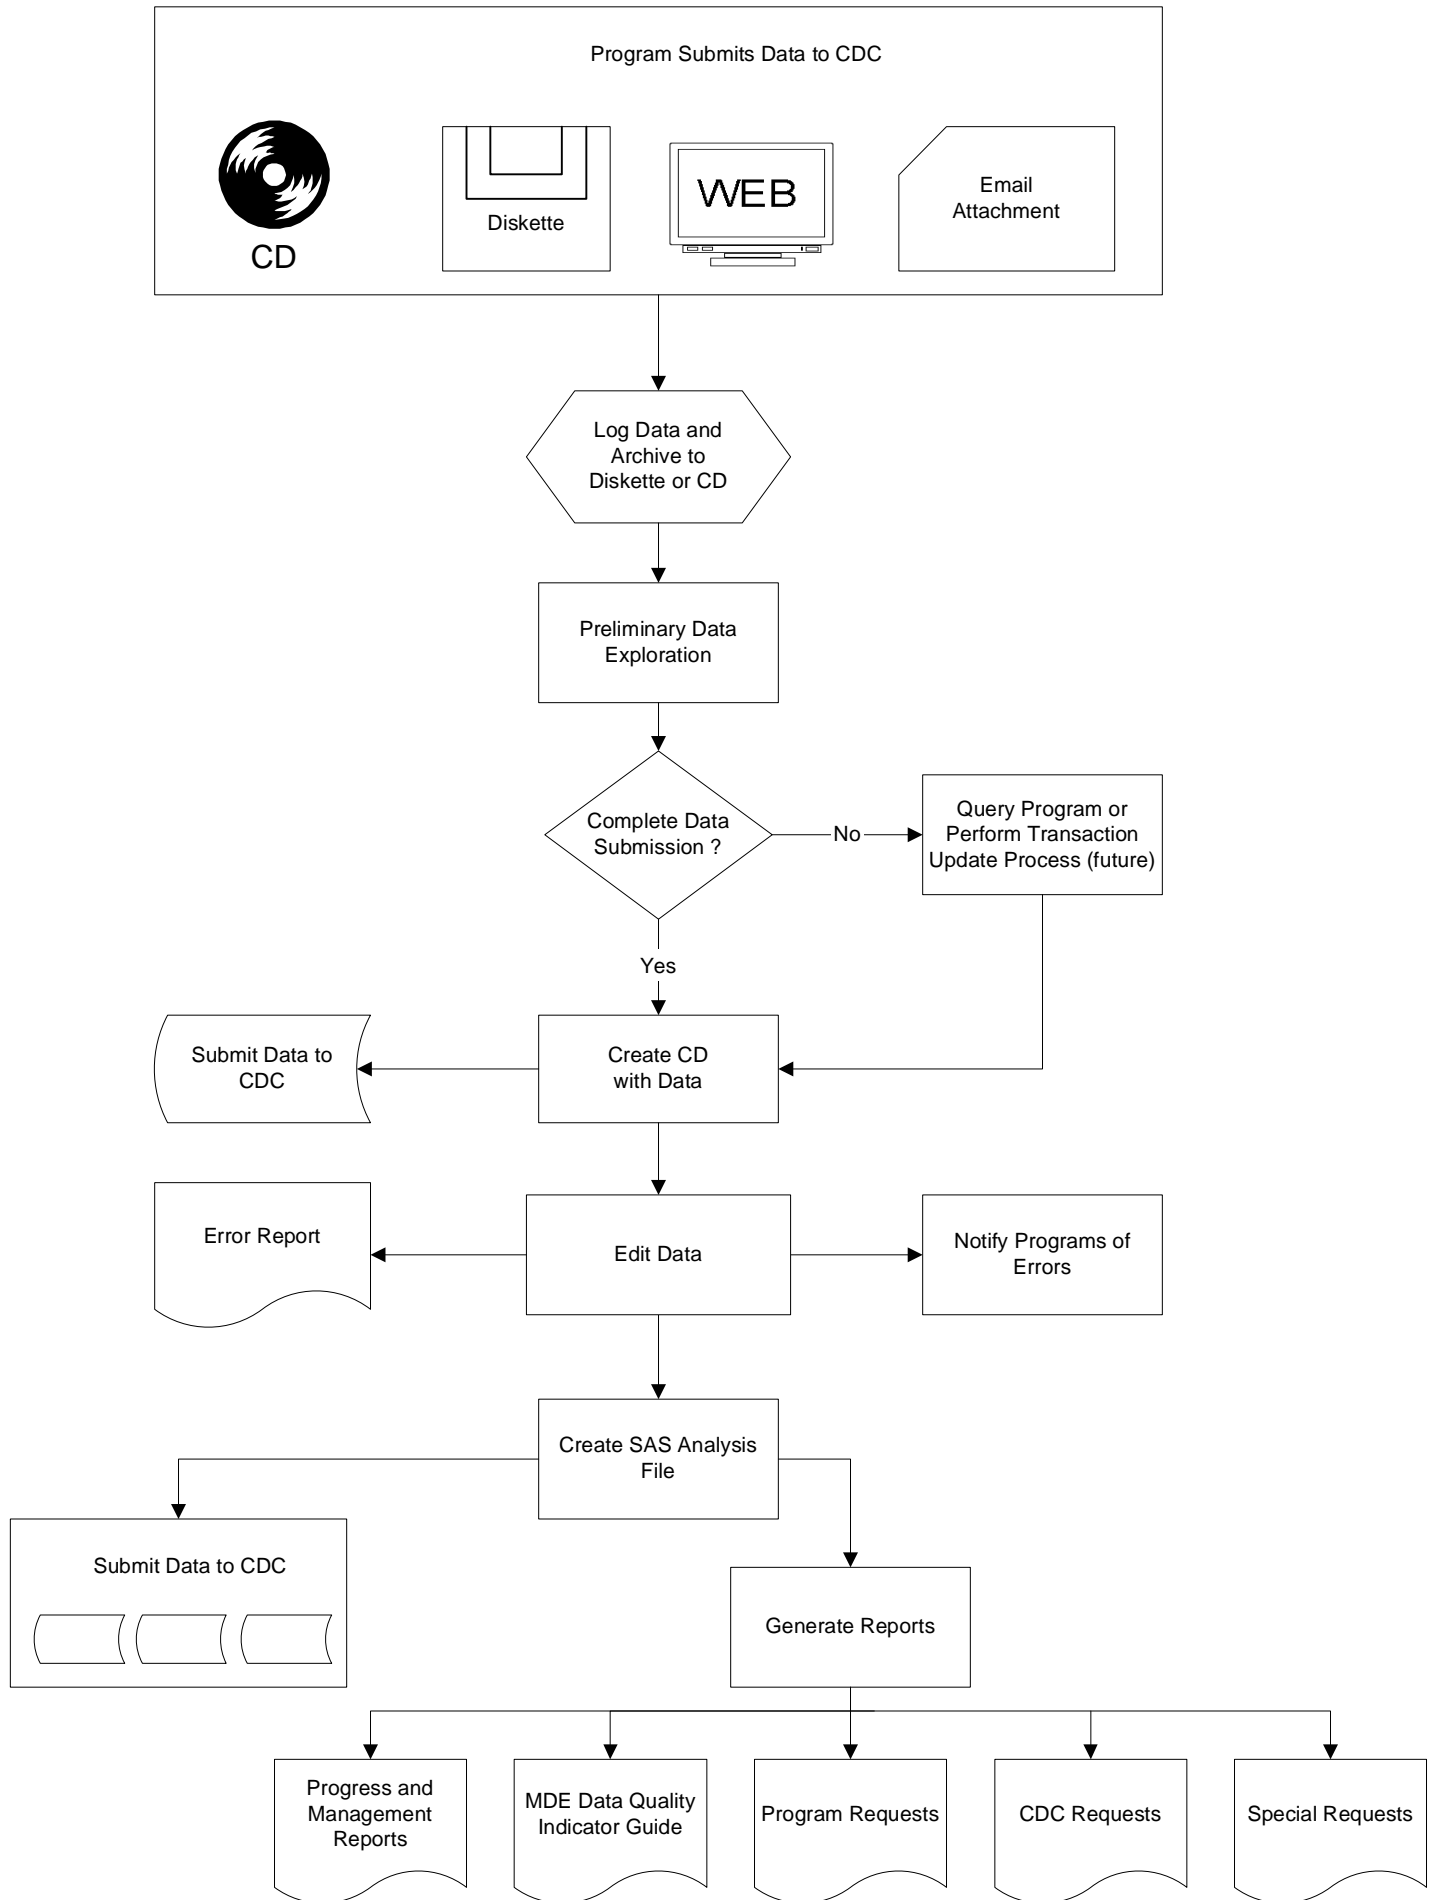 Program Submits Data to CDC
CD
Diskette
WEB
Email
Attachment
Log Data and
Archive to
Diskette or CD
Preliminary Data
Exploration
Complete Data
Submission ?
No
Query Program or
Perform Transaction
Update Process (future)
Yes
Submit Data to
CDC
Create CD
with Data
Error Report
Edit Data
Notify Programs of
Errors
Create SAS Analysis
File
Submit Data to CDC
Generate Reports
Progress and
Management
Reports
MDE Data Quality
Indicator Guide
Program Requests
CDC Requests
Special Requests